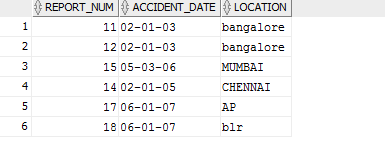 REPORT_NUM ACCIDENT_DATE LOCATION
1 11 02-01-03 bangalore
2 12 02-01-03 bangalore
3 15 05-03-06 MUMBAI
4 14 02-01-05 CHENNAI
5 17 06-01-07 AP
6 18 06-01-07 blr